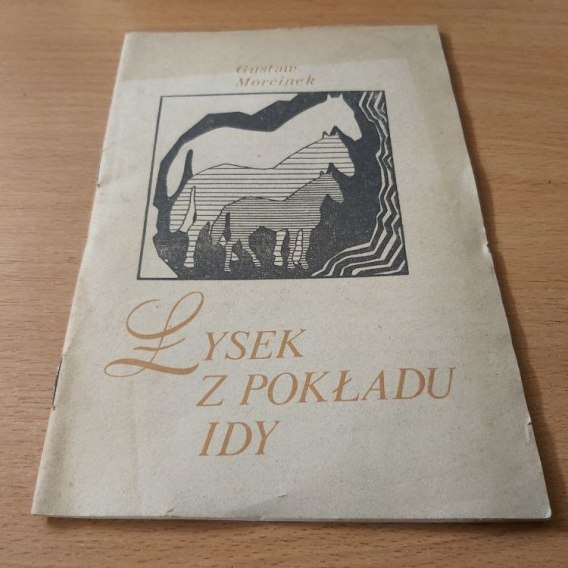 Gustaw
Morcinek
ŁYSEK
Z POKŁADU
IDY